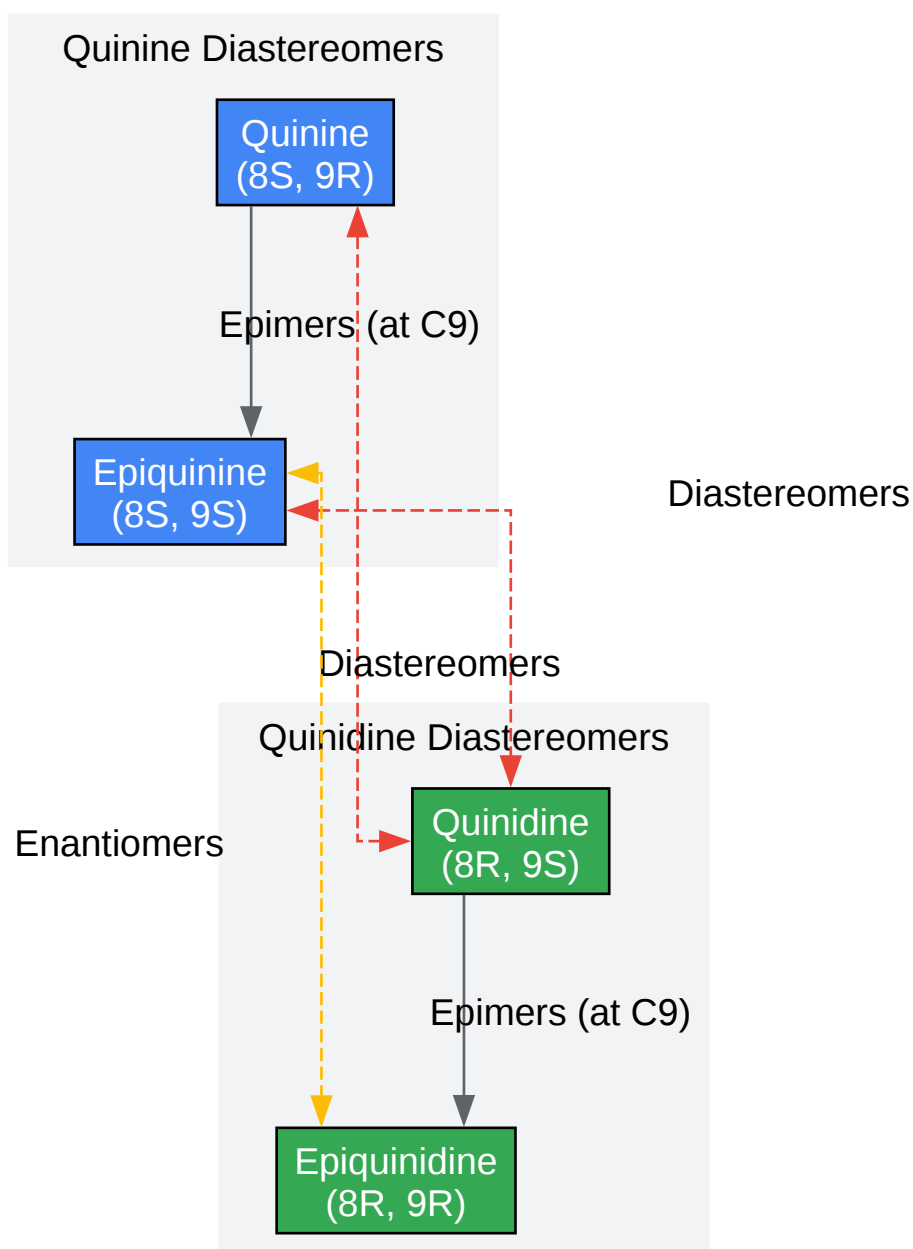 Quinine Diastereomers
Quinine
(8S, 9R)
Epimers (at C9)
Epiquinine
(8S, 9S)
Diastereomers
Diastereomers
Quinidine Diastereomers
Quinidine
(8R, 9S)
Enantiomers
Epimers (at C9)
Epiquinidine
(8R, 9R)